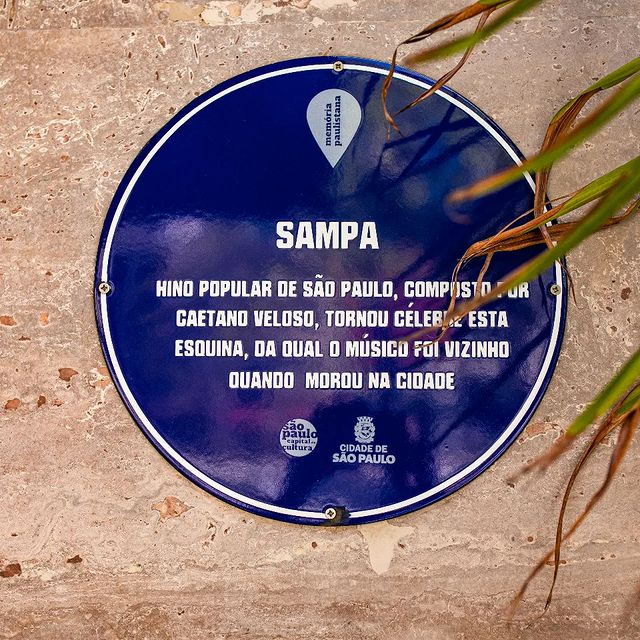 memória
paulistana
SAMPA
HINO POPULAR DE SÃO PAULO, COMPOSTO POR
CAETANO VELOSO, TORNOU CÉLEBRE ESTA
ESQUINA, DA QUAL O MÚSICO FOI VIZINHO
QUANDO MOROU NA CIDADE
são
paulo
capital da
cultura
CIDADE DE
SÃO PAULO